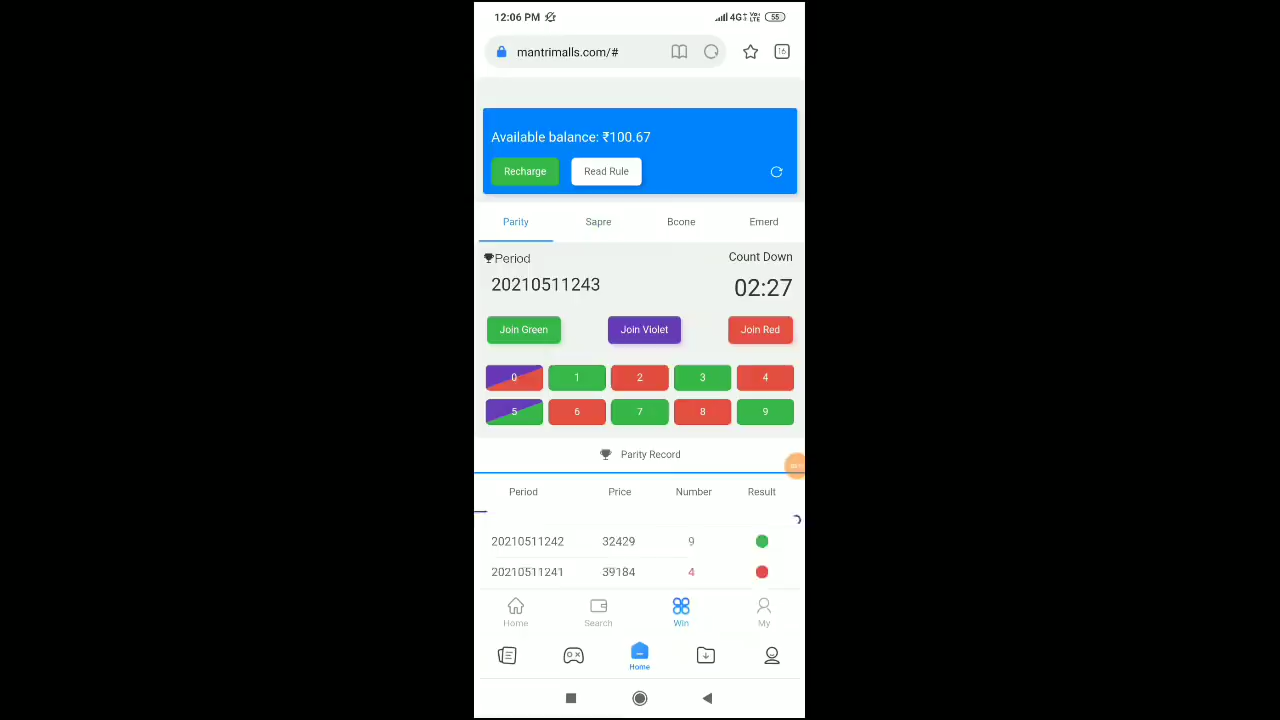 12:06 PM 4G+ Vo+ LTE 55
mantrimalls.com/# 16
Available balance: ₹100.67
Recharge Read Rule
Parity Sapre Bcone Emerd
Period Count Down
20210511243 02:27
Join Green Join Violet Join Red
0 1 2 3 4
5 6 7 8 9
Parity Record
Period Price Number Result
20210511242 32429 9
20210511241 39184 4
Home Search Win My
Home